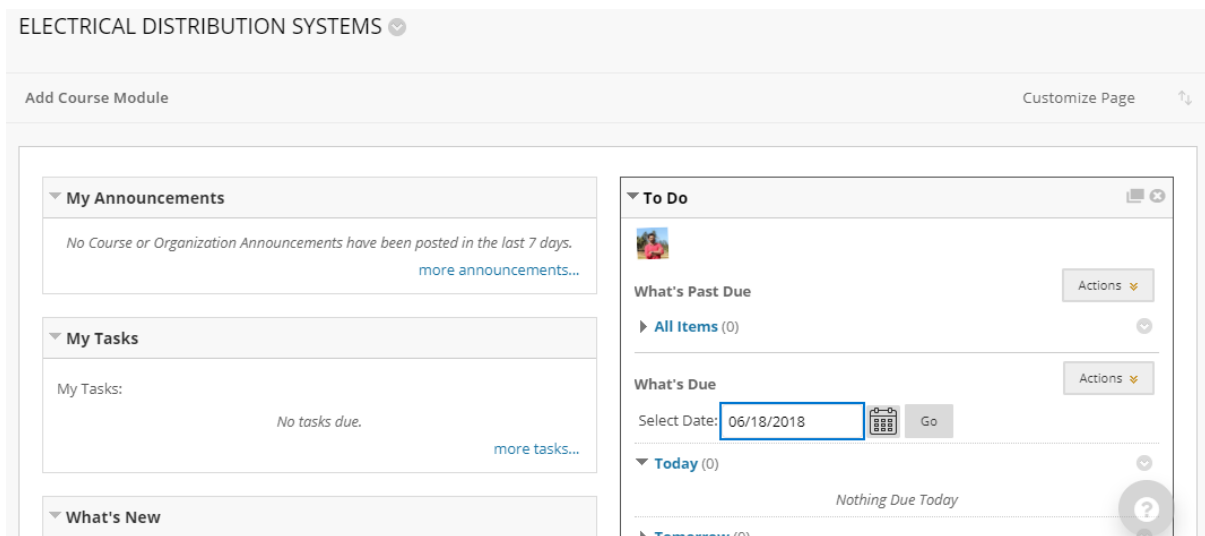 ELECTRICAL DISTRIBUTION SYSTEMS
Add Course Module
Customize Page
My Announcements
No Course or Organization Announcements have been posted in the last 7 days.
more announcements...
My Tasks
My Tasks:
No tasks due.
more tasks...
What's New
To Do
What's Past Due
Actions
All Items (0)
What's Due
Actions
Select Date: 06/18/2018 Go
Today (0)
Nothing Due Today
?
Tomorrow (0)